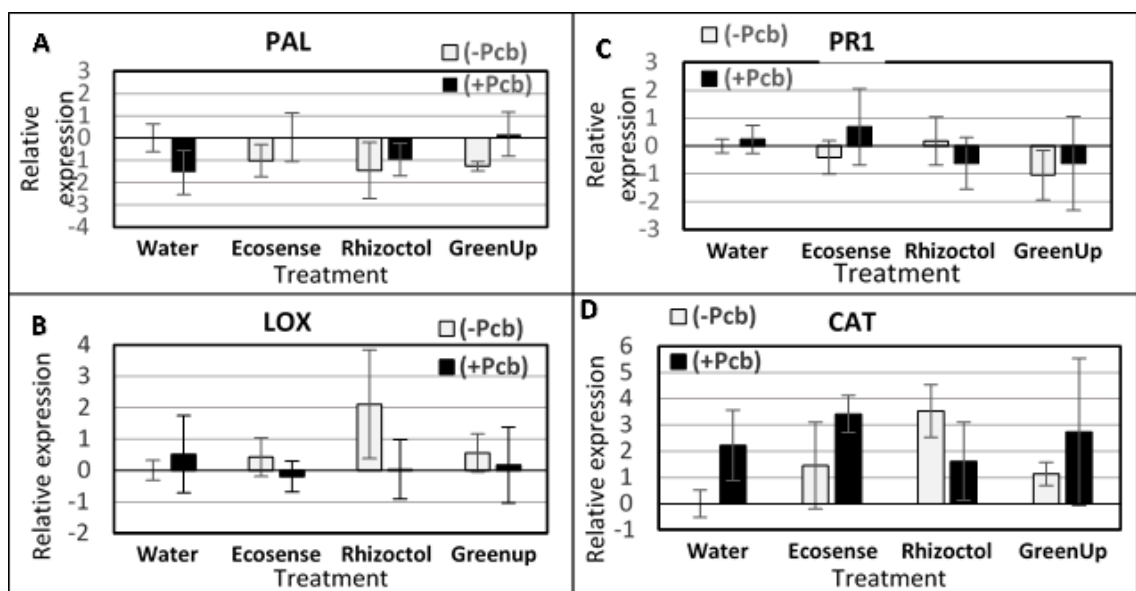 A
PAL
(-Pcb)
(+Pcb)
Relative
expression
3
2
1
0
-1
-2
-3
-4
Water Ecosense Rhizoctol GreenUp
Treatment
C
PR1
(-Pcb)
(+Pcb)
Relative
expression
3
2
1
0
-1
-2
-3
Water Ecosense Rhizoctol GreenUp
Treatment
B
LOX
(-Pcb)
(+Pcb)
Relative expression
4
3
2
1
0
-1
-2
Water Ecosense Rhizoctol Greenup
Treatment
D
CAT
(-Pcb)
(+Pcb)
Relative expression
6
5
4
3
2
1
0
-1
Water Ecosense Rhizoctol GreenUp
Treatment